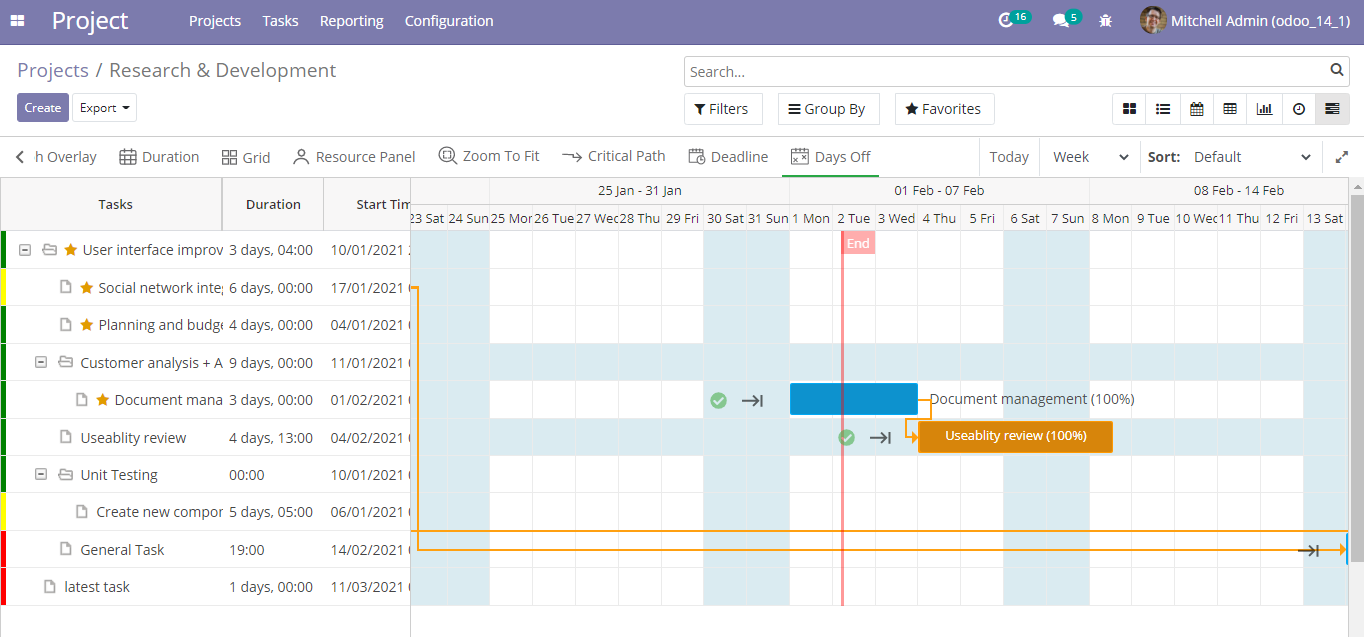 Project Projects Tasks Reporting Configuration 16 5 Mitchell Admin (odoo_14_1)
Projects / Research & Development
Search...
Create Export Filters Group By Favorites
h Overlay Duration Grid Resource Panel Zoom To Fit Critical Path Deadline Days Off Today Week Sort: Default
Tasks Duration Start Tim
25 Jan - 31 Jan 01 Feb - 07 Feb 08 Feb - 14 Feb
23 Sat 24 Sun 25 Mon 26 Tue 27 Wed 28 Thu 29 Fri 30 Sat 31 Sun 1 Mon 2 Tue 3 Wed 4 Thu 5 Fri 6 Sat 7 Sun 8 Mon 9 Tue 10 Wed 11 Thu 12 Fri 13 Sat
User interface improv 3 days, 04:00 10/01/2021 End
Social network inte 6 days, 00:00 17/01/2021
Planning and budge 4 days, 00:00 04/01/2021
Customer analysis + A 9 days, 00:00 11/01/2021
Document mana 3 days, 00:00 01/02/2021 Document management (100%)
Useablity review 4 days, 13:00 04/02/2021 Useablity review (100%)
Unit Testing 00:00 10/01/2021
Create new compor 5 days, 05:00 06/01/2021
General Task 19:00 14/02/2021
latest task 1 days, 00:00 11/03/2021